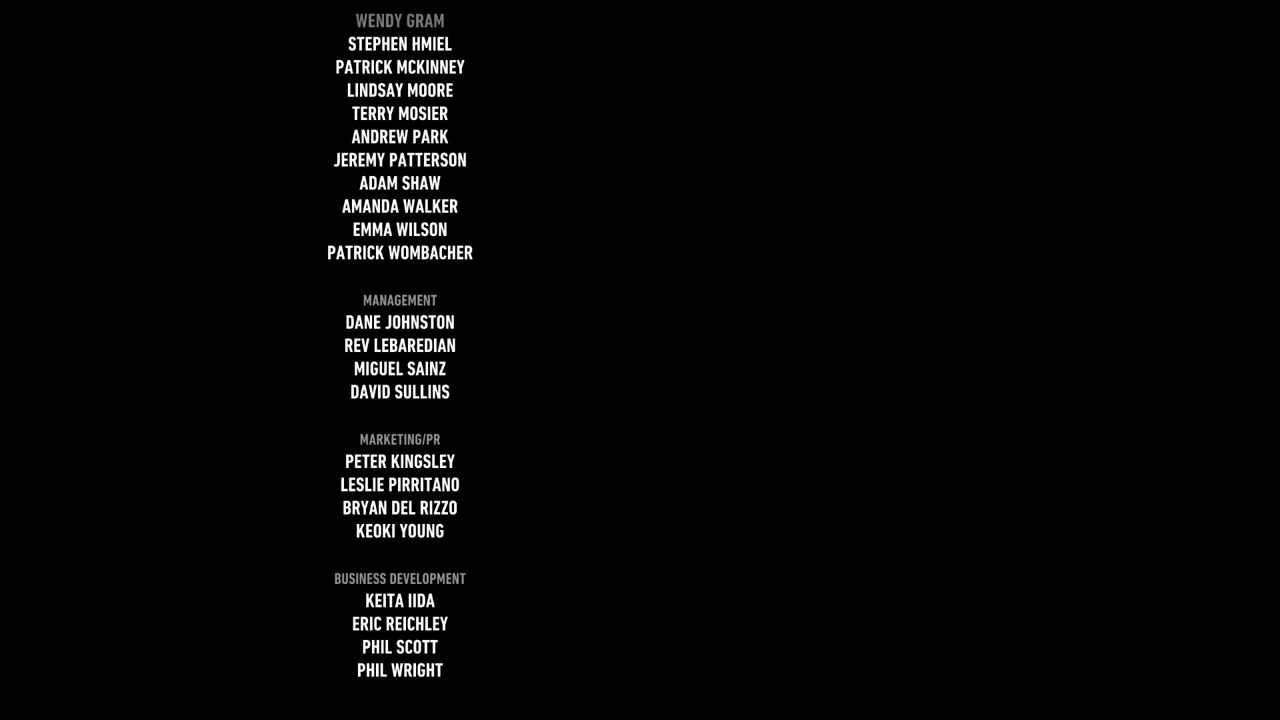 WENDY GRAM
STEPHEN HMIEL
PATRICK MCKINNEY
LINDSAY MOORE
TERRY MOSIER
ANDREW PARK
JEREMY PATTERSON
ADAM SHAW
AMANDA WALKER
EMMA WILSON
PATRICK WOMBACHER
MANAGEMENT
DANE JOHNSTON
REV LEBAREDIAN
MIGUEL SAINZ
DAVID SULLINS
MARKETING/PR
PETER KINGSLEY
LESLIE PIRRITANO
BRYAN DEL RIZZO
KEOKI YOUNG
BUSINESS DEVELOPMENT
KEITA IIDA
ERIC REICHLEY
PHIL SCOTT
PHIL WRIGHT